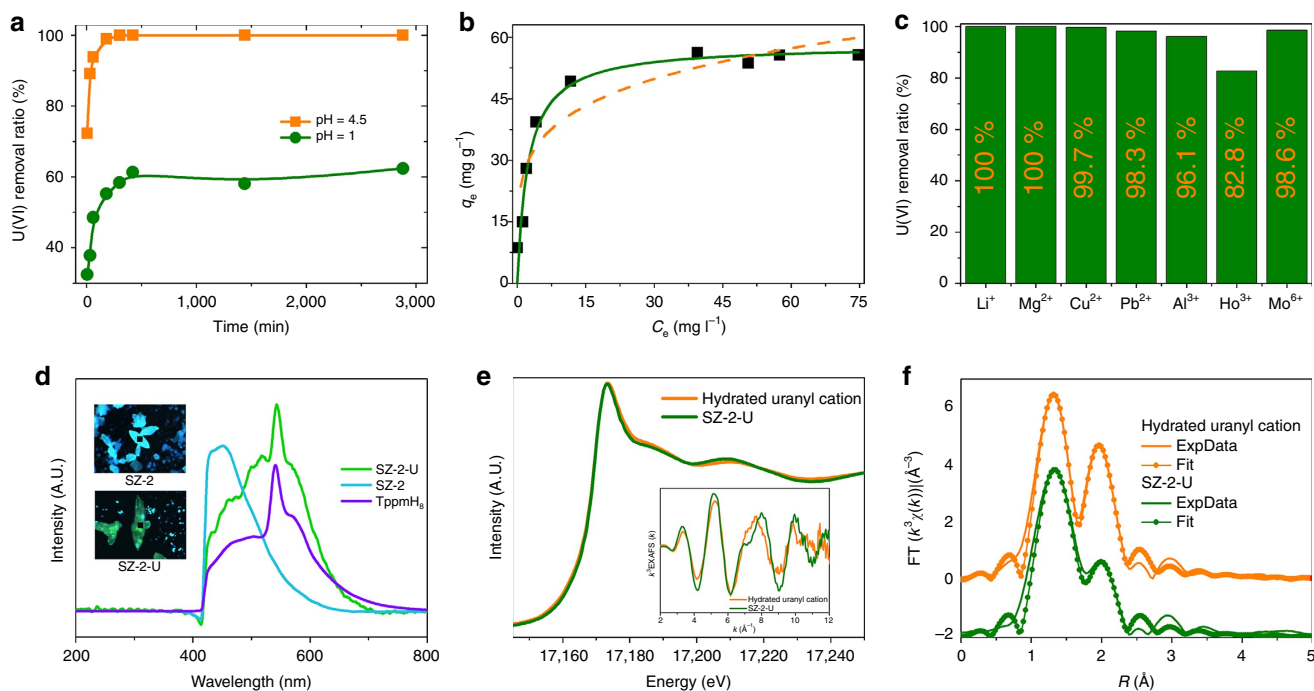 a
U(VI) removal ratio (%)
100
80
60
40
pH = 4.5
pH = 1
0
1,000
2,000
3,000
Time (min)
b
qe (mg g⁻¹)
60
45
30
15
0
0 15 30 45 60 75
Ce (mg l⁻¹)
c
U(VI) removal ratio (%)
100
80
60
40
20
0
100 %
100 %
99.7 %
98.3 %
96.1 %
82.8 %
98.6 %
Li⁺ Mg²⁺ Cu²⁺ Pb²⁺ Al³⁺ Ho³⁺ Mo⁶⁺
d
Intensity (A.U.)
SZ-2
SZ-2-U
SZ-2-U
SZ-2
TppmH₈
200 400 600 800
Wavelength (nm)
e
Intensity (A.U.)
Hydrated uranyl cation
SZ-2-U
k³EXAFS (k)
Hydrated uranyl cation
SZ-2-U
2 4 6 8 10 12
k (Å⁻¹)
17,160 17,180 17,200 17,220 17,240
Energy (eV)
f
FT (k³χ(k))|(Å⁻³)
6
4
2
0
−2
Hydrated uranyl cation
ExpData
Fit
SZ-2-U
ExpData
Fit
0 1 2 3 4 5
R (Å)